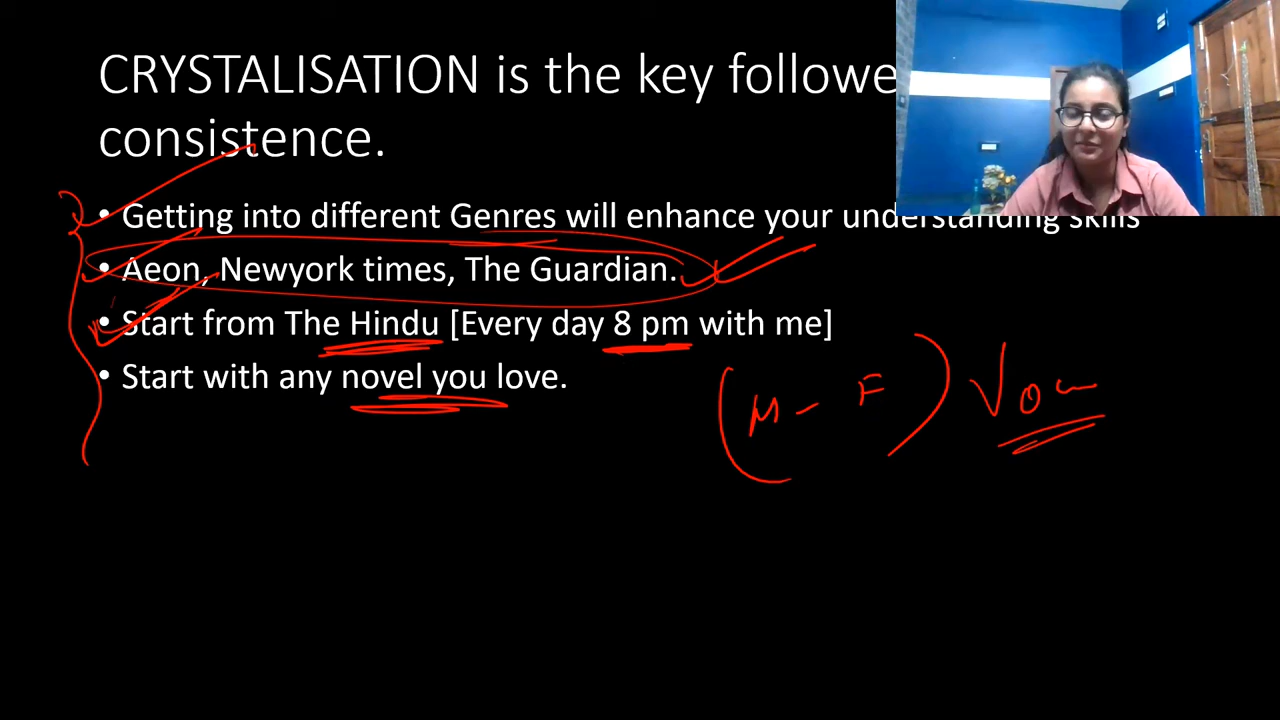 CRYSTALISATION is the key followe
consistence.
• Getting into different Genres will enhance your understanding skills
• Aeon, Newyork times, The Guardian.
• Start from The Hindu [Every day 8 pm with me]
• Start with any novel you love.
(M - F)